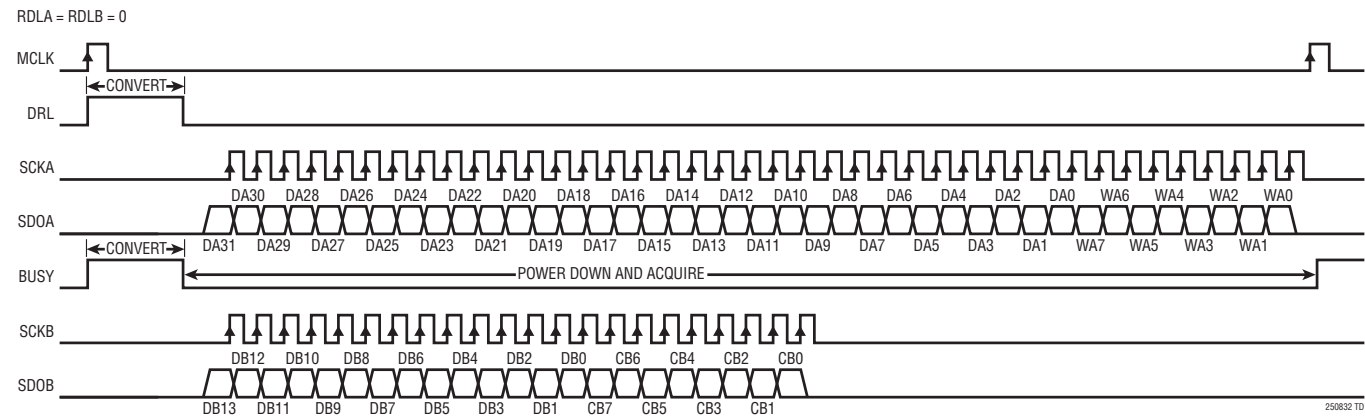 RDLA = RDLB = 0
MCLK
CONVERT
DRL
SCKA
DA30 DA28 DA26 DA24 DA22 DA20 DA18 DA16 DA14 DA12 DA10 DA8 DA6 DA4 DA2 DA0 WA6 WA4 WA2 WA0
SDOA
DA31 DA29 DA27 DA25 DA23 DA21 DA19 DA17 DA15 DA13 DA11 DA9 DA7 DA5 DA3 DA1 WA7 WA5 WA3 WA1
CONVERT
BUSY
POWER DOWN AND ACQUIRE
SCKB
DB12 DB10 DB8 DB6 DB4 DB2 DB0 CB6 CB4 CB2 CB0
SDOB
DB13 DB11 DB9 DB7 DB5 DB3 DB1 CB7 CB5 CB3 CB1
250832 TD